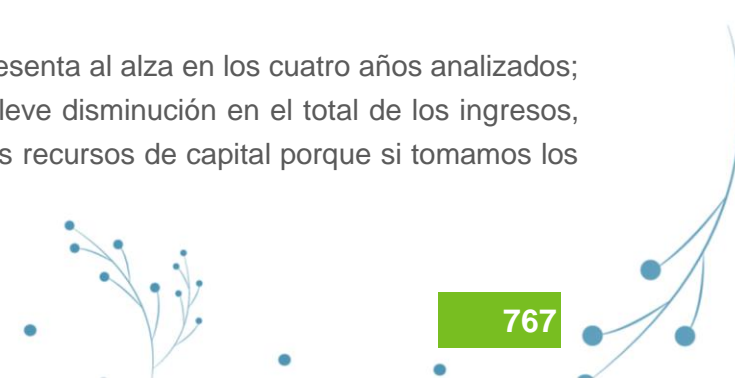 esenta al alza en los cuatro años analizados;
leve disminución en el total de los ingresos,
s recursos de capital porque si tomamos los
767